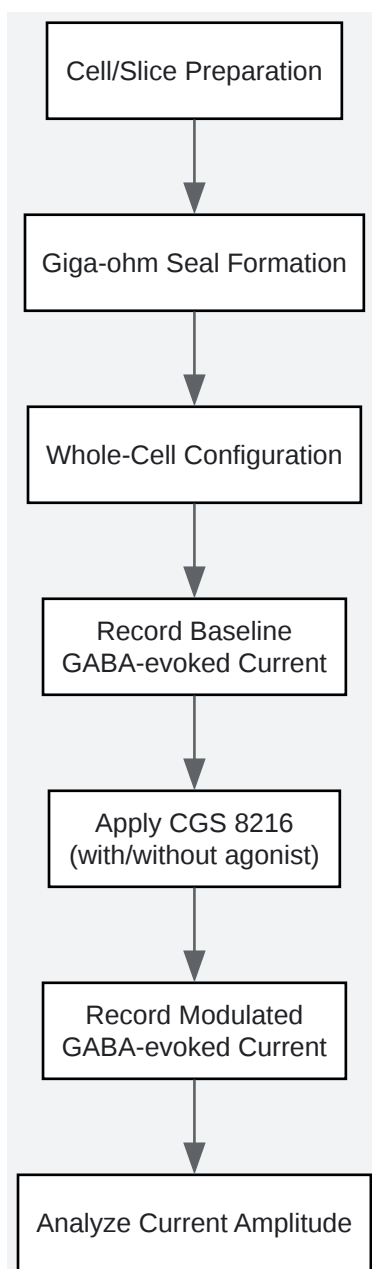 Cell/Slice Preparation
Giga-ohm Seal Formation
Whole-Cell Configuration
Record Baseline
GABA-evoked Current
Apply CGS 8216
(with/without agonist)
Record Modulated
GABA-evoked Current
Analyze Current Amplitude